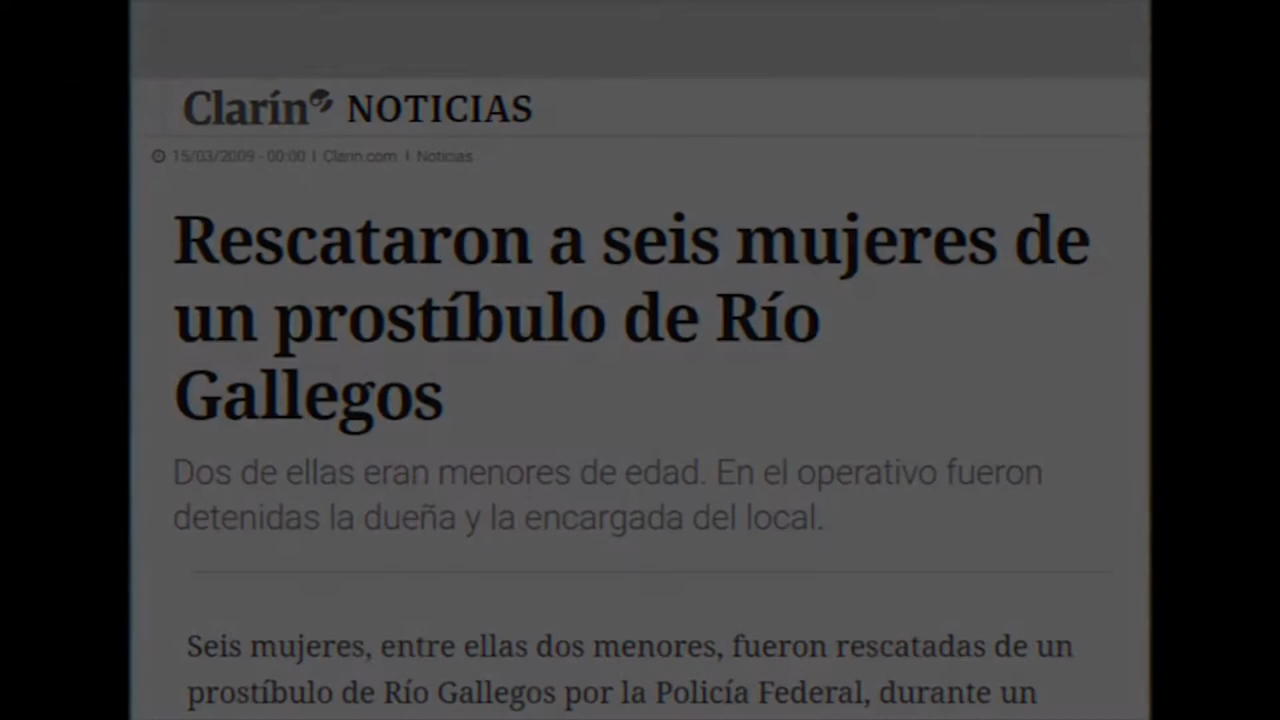 Clarín NOTICIAS
15/03/2009 - 00:00 | Clarin.com | Noticias
Rescataron a seis mujeres de
un prostíbulo de Río
Gallegos
Dos de ellas eran menores de edad. En el operativo fueron
detenidas la dueña y la encargada del local.
Seis mujeres, entre ellas dos menores, fueron rescatadas de un
prostíbulo de Río Gallegos por la Policía Federal, durante un